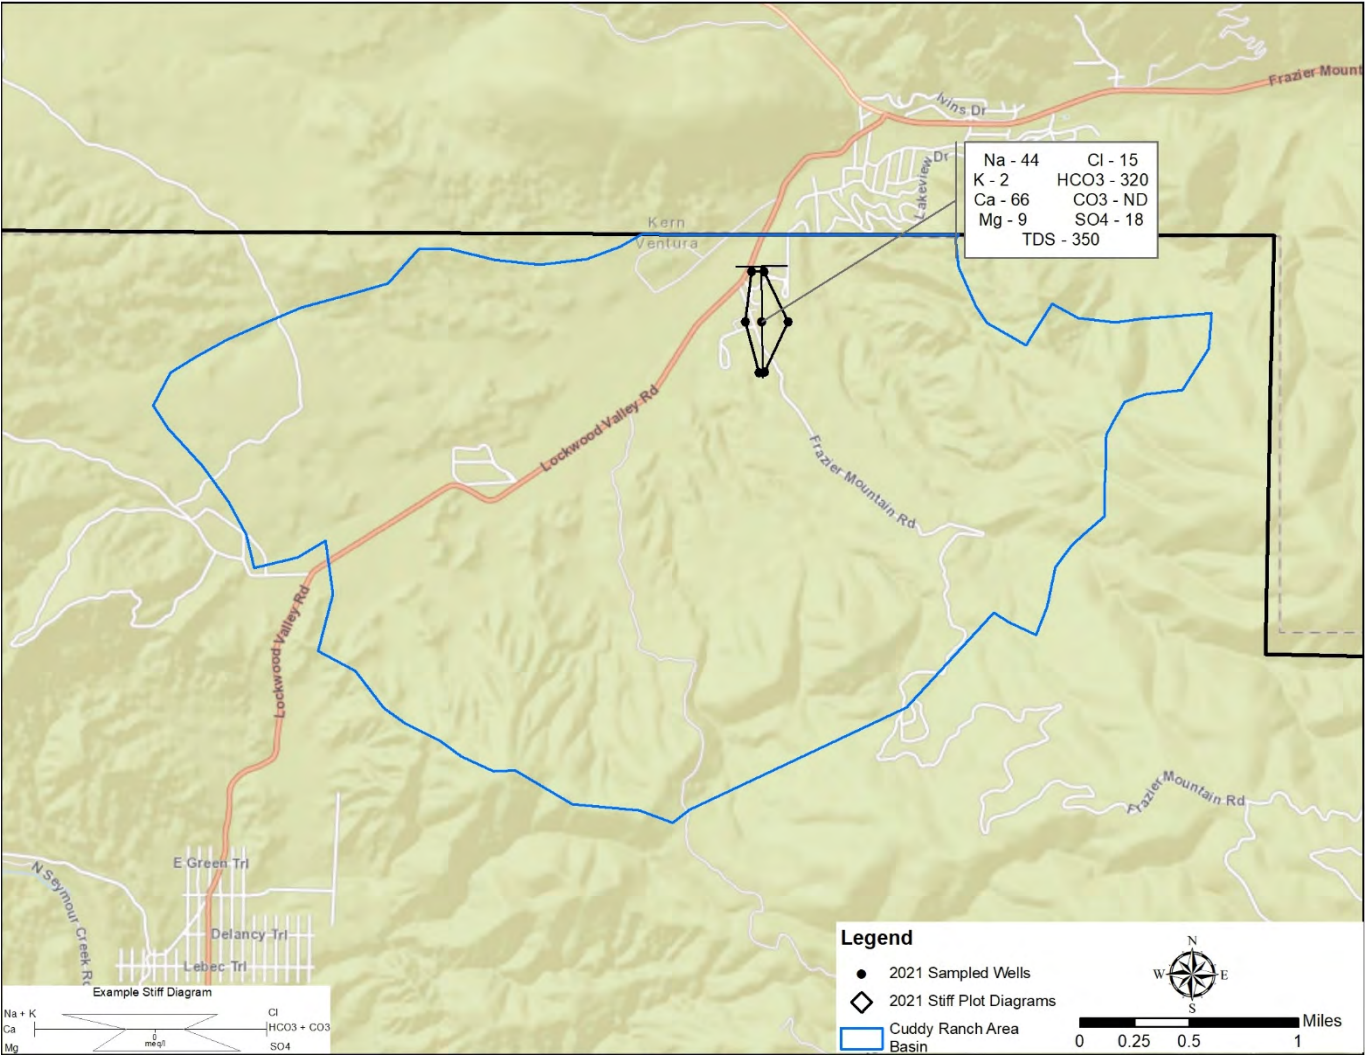 Frazier Mount
Ivins Dr
Lakeview Dr
Na - 44 Cl - 15
K - 2 HCO3 - 320
Ca - 66 CO3 - ND
Mg - 9 SO4 - 18
TDS - 350
Kern
Ventura
Lockwood Valley Rd
Frazier Mountain Rd
Lockwood Valley Rd
Frazier Mountain Rd
E Green Trl
N Seymour Creek Rd
Delancy Trl
Lebec Trl
Example Stiff Diagram
Na + K Cl
Ca HCO3 + CO3
0
meq/l
Mg SO4
Legend
2021 Sampled Wells
2021 Stiff Plot Diagrams
Cuddy Ranch Area
Basin
N
W E
S
Miles
0 0.25 0.5 1